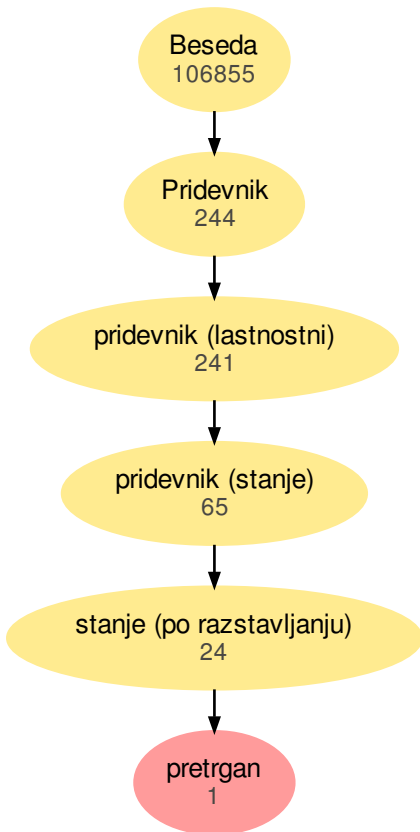 Beseda
106855
Pridevnik
244
pridevnik (lastnostni)
241
pridevnik (stanje)
65
stanje (po razstavljanju)
24
pretrgan
1